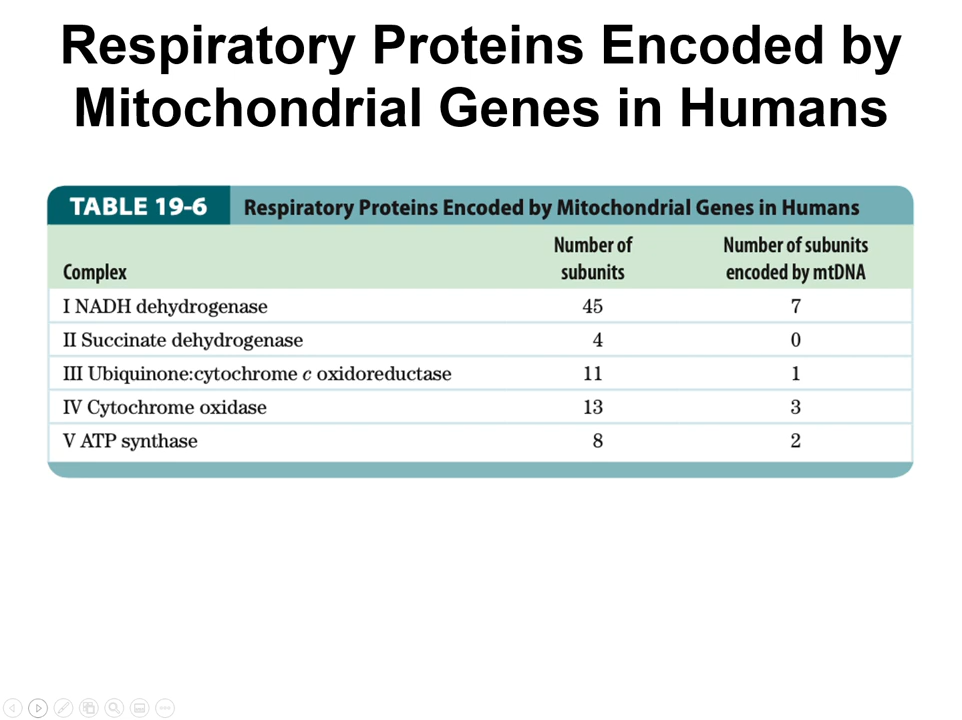 Respiratory Proteins Encoded by
Mitochondrial Genes in Humans
TABLE 19-6 Respiratory Proteins Encoded by Mitochondrial Genes in Humans
Complex Number of subunits Number of subunits encoded by mtDNA
I NADH dehydrogenase 45 7
II Succinate dehydrogenase 4 0
III Ubiquinone:cytochrome c oxidoreductase 11 1
IV Cytochrome oxidase 13 3
V ATP synthase 8 2